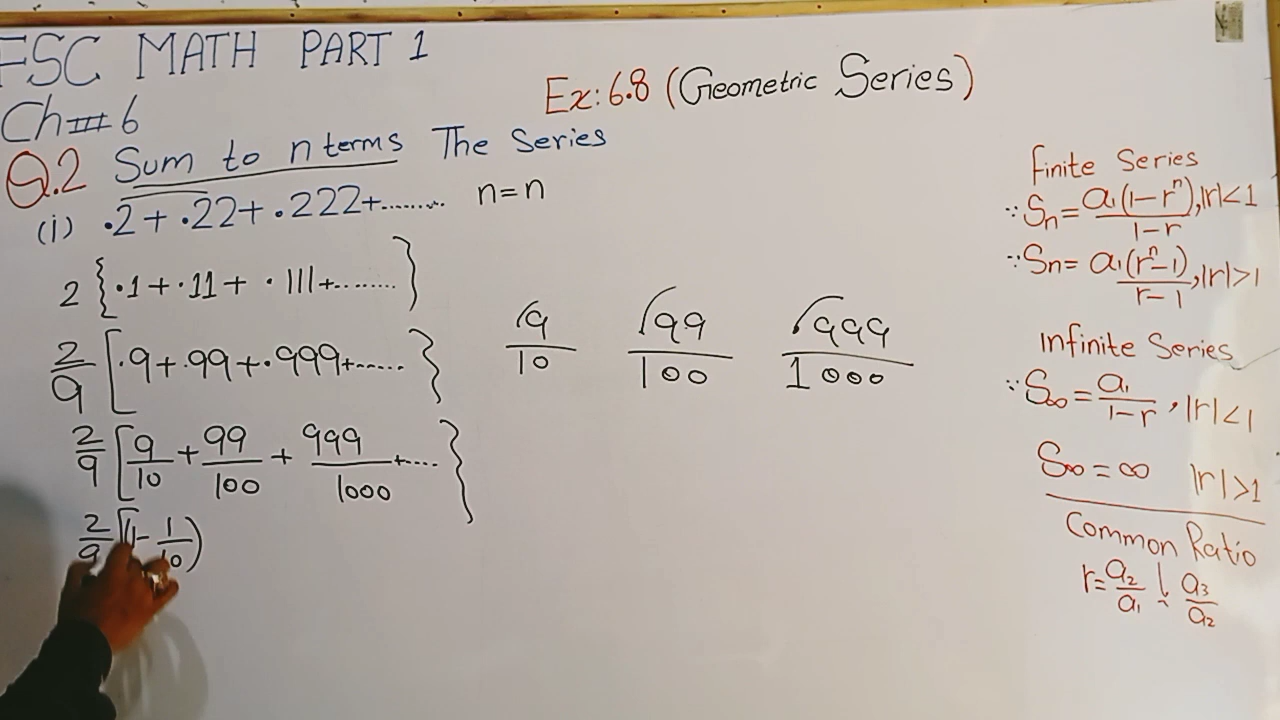 FSC MATH PART 1
Ch # 6
Ex: 6.8 (Geometric Series)
Q.2 Sum to n terms The Series
(i) .2 + .22 + .222 + ........ n = n
2 { .1 + .11 + .111 + ........ }
2/9 [ .9 + .99 + .999 + ...... }
2/9 [ 9/10 + 99/100 + 999/1000 + .... }
2/9 [(1 - 1/10)
9/10 99/100 999/1000
finite Series
∵ Sn = a₁(1-rⁿ)/1-r , |r|<1
∵ Sn = a₁(rⁿ-1)/r-1 , |r|>1
Infinite Series
∵ S∞ = a₁/1-r , |r|<1
S∞ = ∞ |r|>1
Common Ratio
r = a₂/a₁ ; a₃/a₂